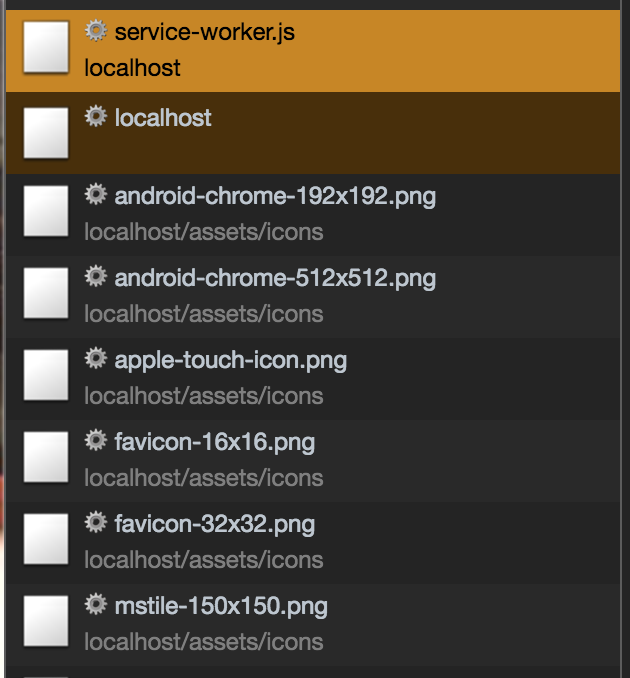 service-worker.js
localhost
localhost
android-chrome-192x192.png
localhost/assets/icons
android-chrome-512x512.png
localhost/assets/icons
apple-touch-icon.png
localhost/assets/icons
favicon-16x16.png
localhost/assets/icons
favicon-32x32.png
localhost/assets/icons
mstile-150x150.png
localhost/assets/icons